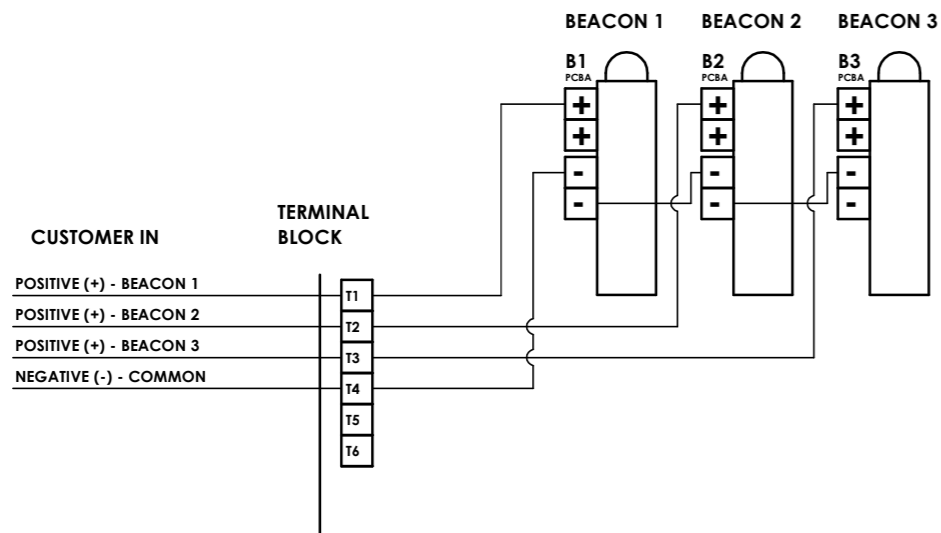 BEACON 1
BEACON 2
BEACON 3
B1
PCBA
+
+
-
-
B2
PCBA
+
+
-
-
B3
PCBA
+
+
-
-
CUSTOMER IN
TERMINAL
BLOCK
POSITIVE (+) - BEACON 1
POSITIVE (+) - BEACON 2
POSITIVE (+) - BEACON 3
NEGATIVE (-) - COMMON
T1
T2
T3
T4
T5
T6